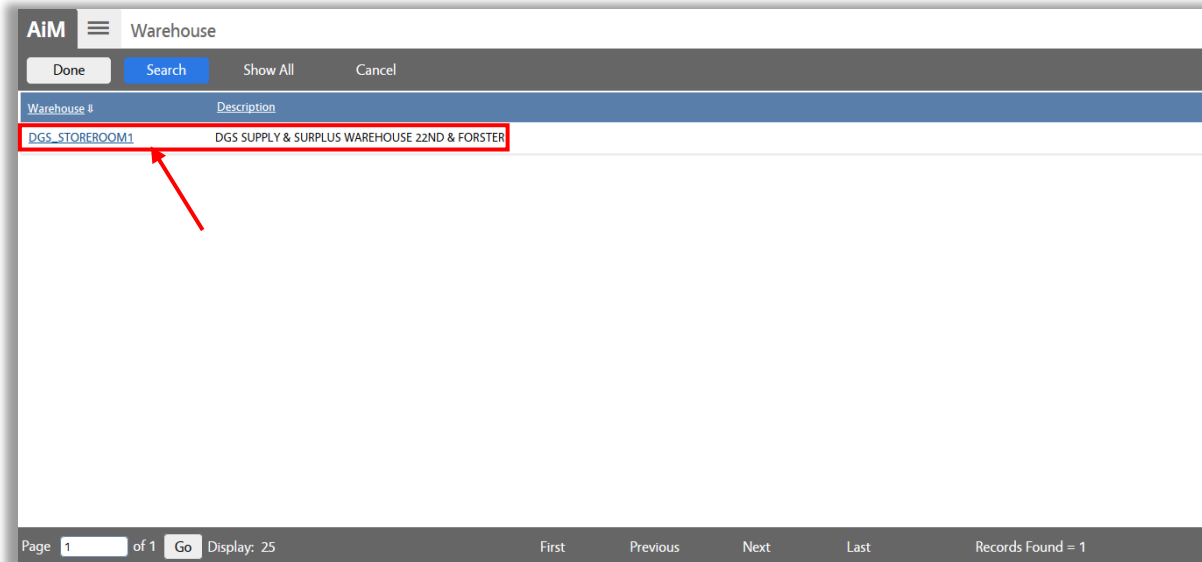 AiM Warehouse
Done Search Show All Cancel
Warehouse ⇓ Description
DGS_STOREROOM1 DGS SUPPLY & SURPLUS WAREHOUSE 22ND & FORSTER
Page 1 of 1 Go Display: 25 First Previous Next Last Records Found = 1